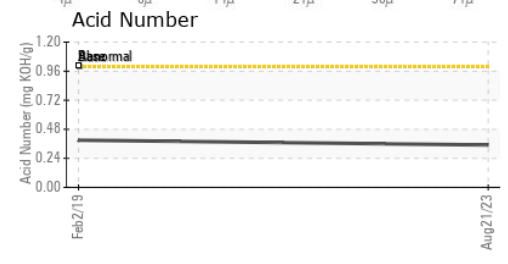 Acid Number
Acid Number (mg KOH/g)
1.20
0.96
0.72
0.48
0.24
0.00
Abnormal
Feb2/19
Aug21/23